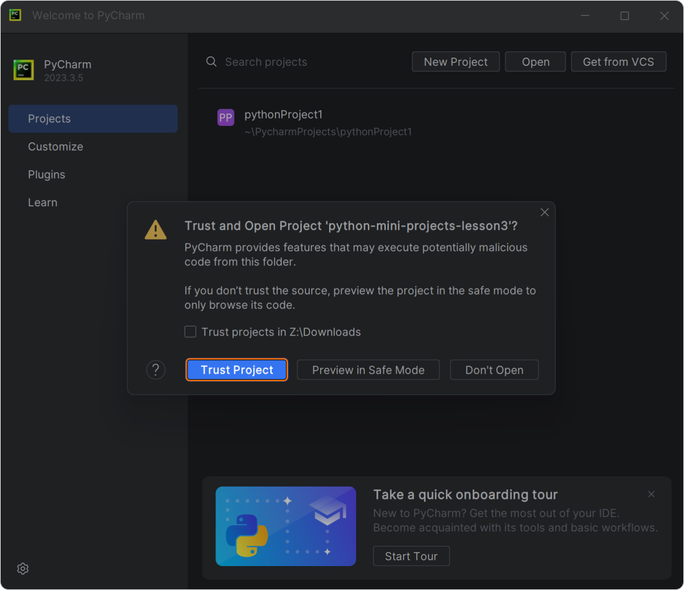 PC
Welcome to PyCharm
PC
PyCharm
2023.3.5
Search projects
New Project
Open
Get from VCS
Projects
Customize
Plugins
Learn
PP
pythonProject1
~\PycharmProjects\pythonProject1
Trust and Open Project 'python-mini-projects-lesson3'?
PyCharm provides features that may execute potentially malicious
code from this folder.
If you don't trust the source, preview the project in the safe mode to
only browse its code.
Trust projects in Z:\Downloads
?
Trust Project
Preview in Safe Mode
Don't Open
Take a quick onboarding tour
New to PyCharm? Get the most out of your IDE.
Become acquainted with its tools and basic workflows.
Start Tour